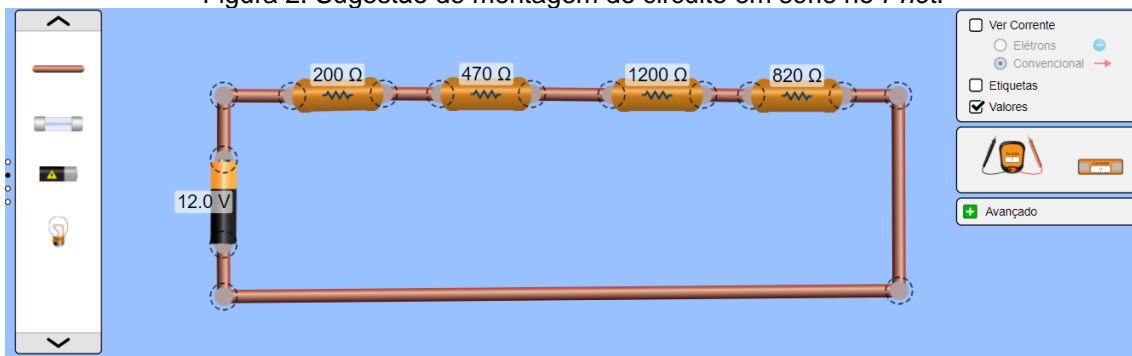 Figura 2. Sugestão de montagem do circuito em série no Phet.
200 Ω
470 Ω
1200 Ω
820 Ω
12.0 V
Ver Corrente
Elétrons
Convencional
Etiquetas
Valores
Avançado